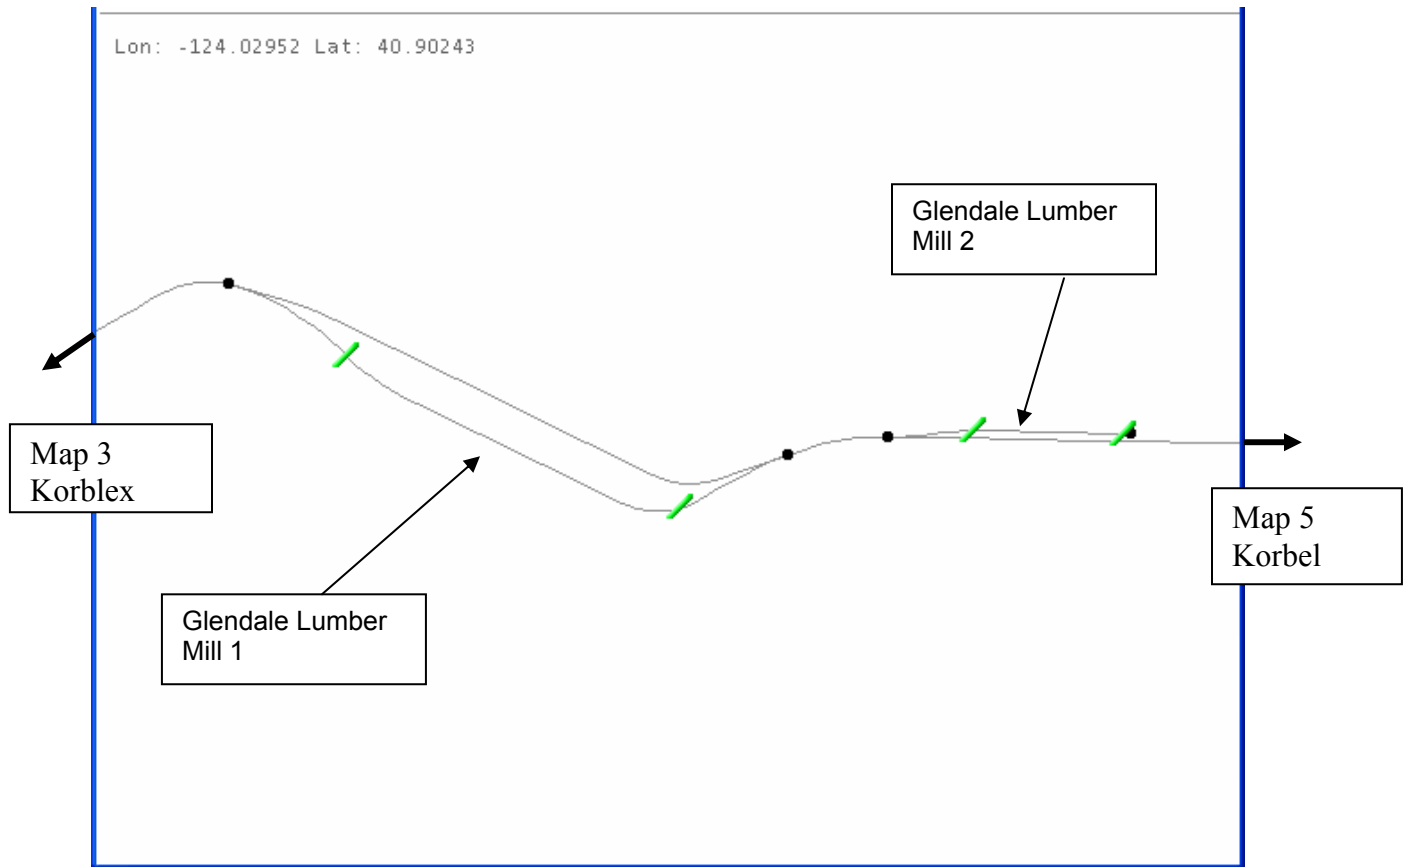 Lon: -124.02952 Lat: 40.90243
Glendale Lumber
Mill 2
Map 3
Korblex
Map 5
Korbel
Glendale Lumber
Mill 1